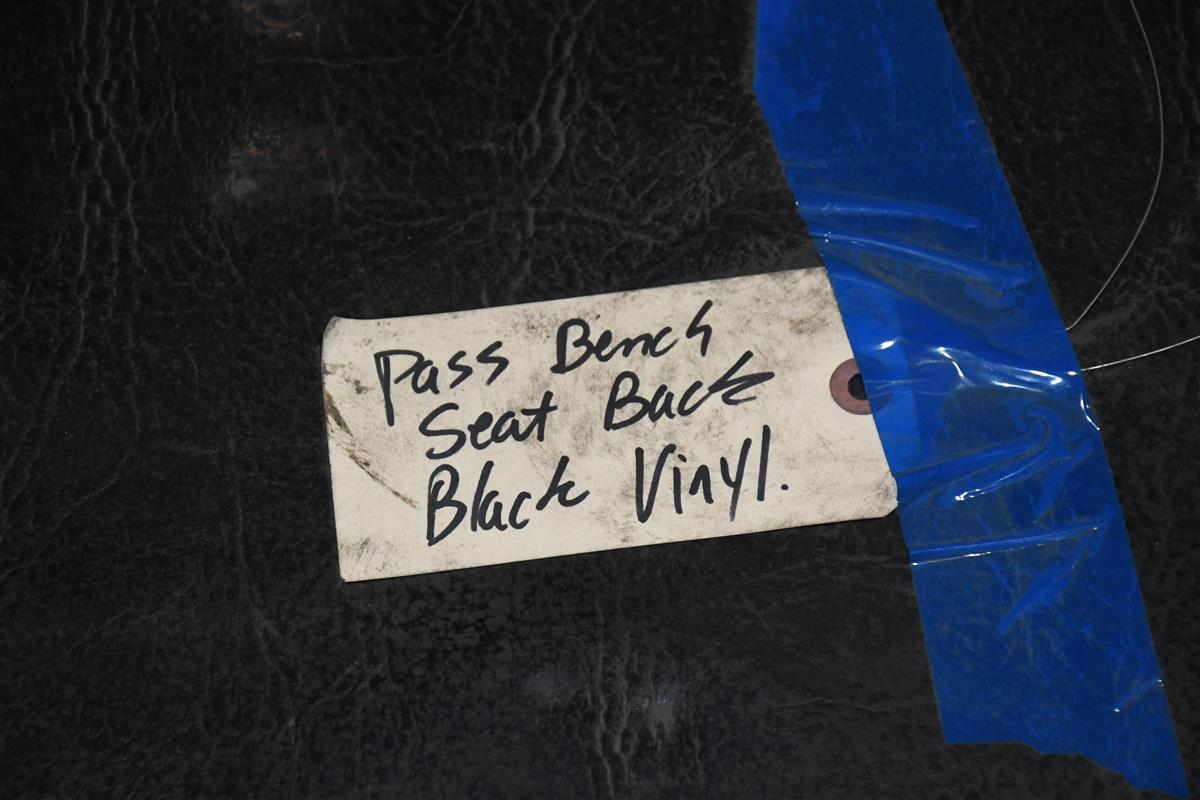 Pass Bench
Seat Back
Black Vinyl.